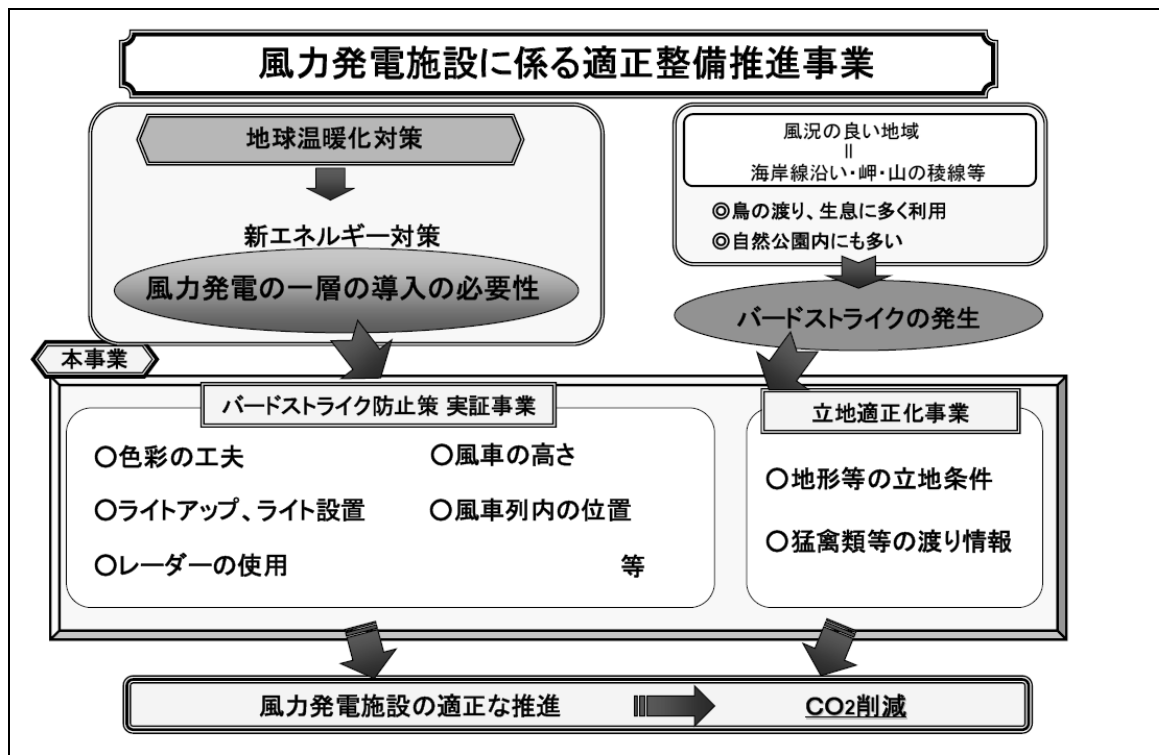 風力発電施設に係る適正整備推進事業
地球温暖化対策
新エネルギー対策
風力発電の一層の導入の必要性
風況の良い地域
＝
海岸線沿い・岬・山の稜線等
◎鳥の渡り、生息に多く利用
◎自然公園内にも多い
バードストライクの発生
本事業
バードストライク防止策 実証事業
○色彩の工夫
○風車の高さ
○ライトアップ、ライト設置
○風車列内の位置
○レーダーの使用
等
立地適正化事業
○地形等の立地条件
○猛禽類等の渡り情報
風力発電施設の適正な推進
CO2削減